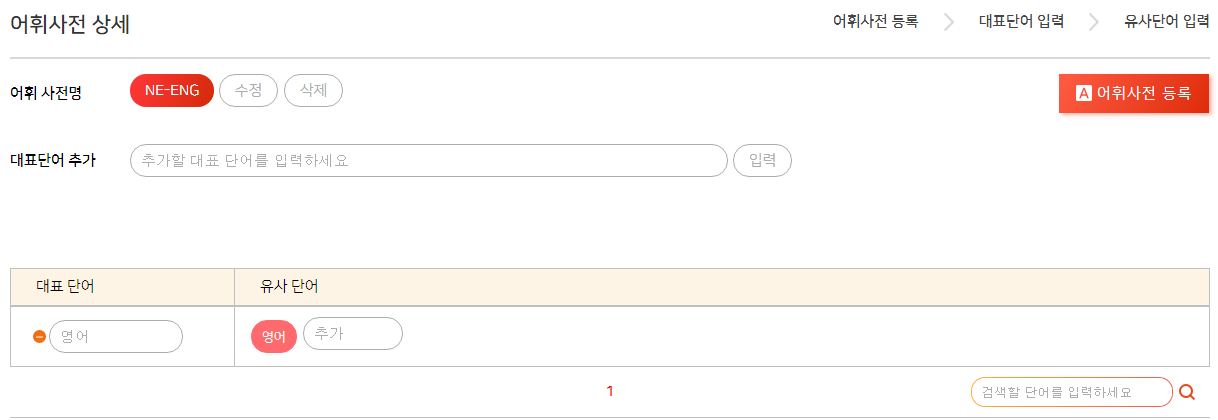 어휘사전 상세
어휘사전 등록 대표단어 입력 유사단어 입력
어휘 사전명 NE-ENG 수정 삭제 A 어휘사전 등록
대표단어 추가 추가할 대표 단어를 입력하세요 입력
대표 단어 유사 단어
영어 영어 추가
1 검색할 단어를 입력하세요